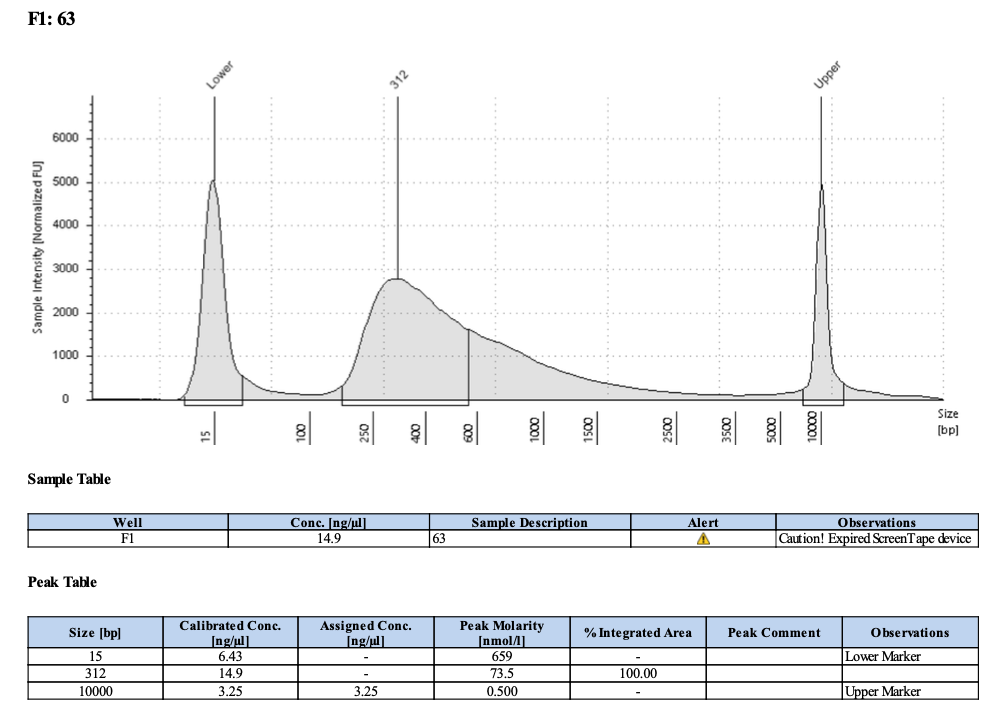 F1: 63
Lower
312
Upper
Sample Intensity [Normalized FU]
6000
5000
4000
3000
2000
1000
0
15
100
250
400
600
1000
1500
2500
3500
5000
10000
Size
[bp]
Sample Table
Well Conc. [ng/µl] Sample Description Alert Observations
F1 14.9 63 Caution! Expired ScreenTape device
Peak Table
Size [bp] Calibrated Conc. [ng/µl] Assigned Conc. [ng/µl] Peak Molarity [nmol/l] % Integrated Area Peak Comment Observations
15 6.43 - 659 - Lower Marker
312 14.9 - 73.5 100.00
10000 3.25 3.25 0.500 - Upper Marker